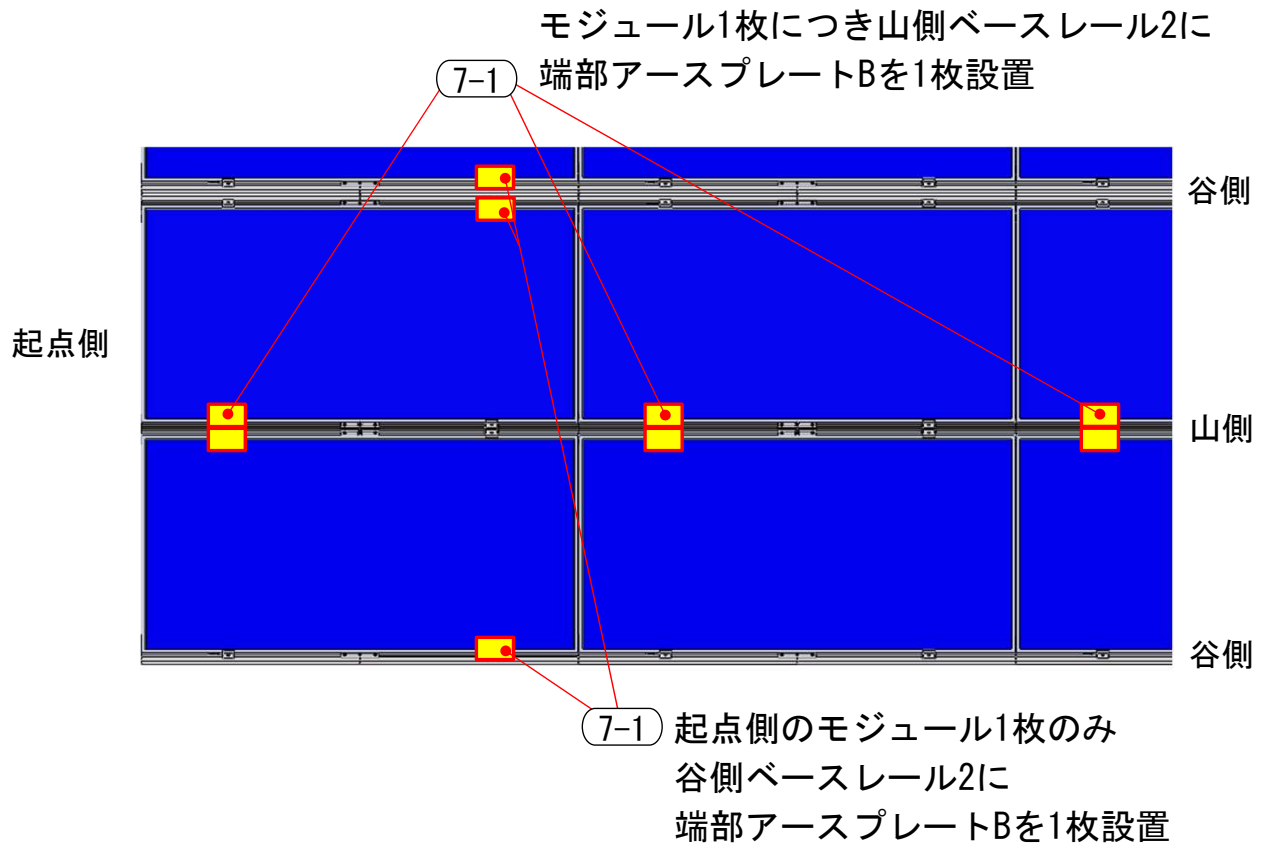 モジュール1枚につき山側ベースレール2に
端部アースプレートBを1枚設置
7-1
谷側
起点側
山側
谷側
7-1
起点側のモジュール1枚のみ
谷側ベースレール2に
端部アースプレートBを1枚設置